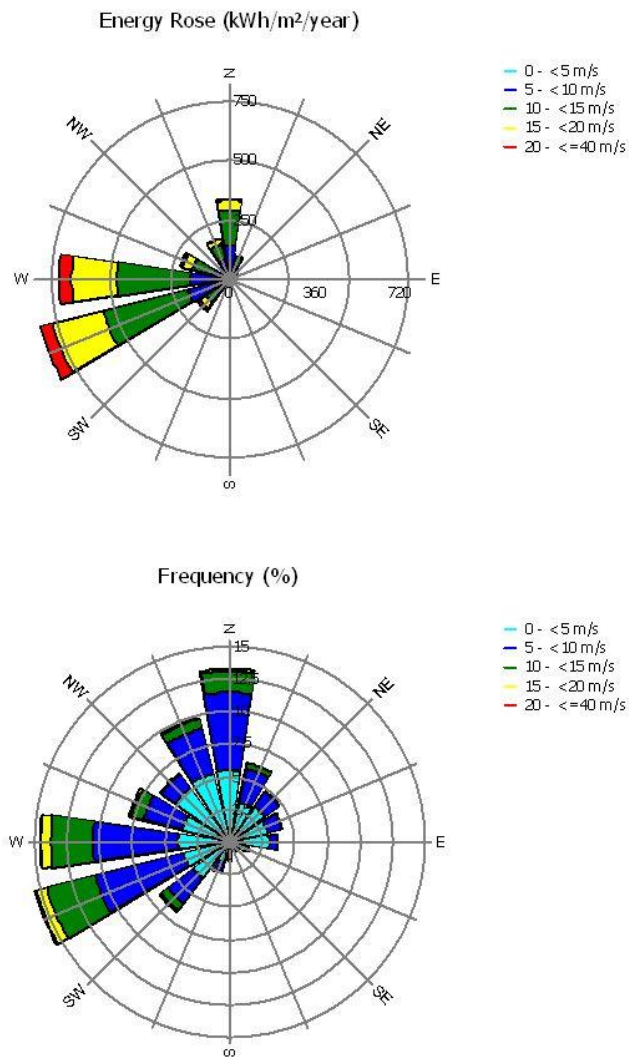 Energy Rose (kWh/m²/year)
N
750
0 - <5 m/s
5 - <10 m/s
10 - <15 m/s
15 - <20 m/s
20 - <=40 m/s
NW
NE
500
250
W
E
0
360
720
SW
SE
S
Frequency (%)
N
15
0 - <5 m/s
5 - <10 m/s
10 - <15 m/s
15 - <20 m/s
20 - <=40 m/s
NW
NE
12.5
W
E
SW
SE
S